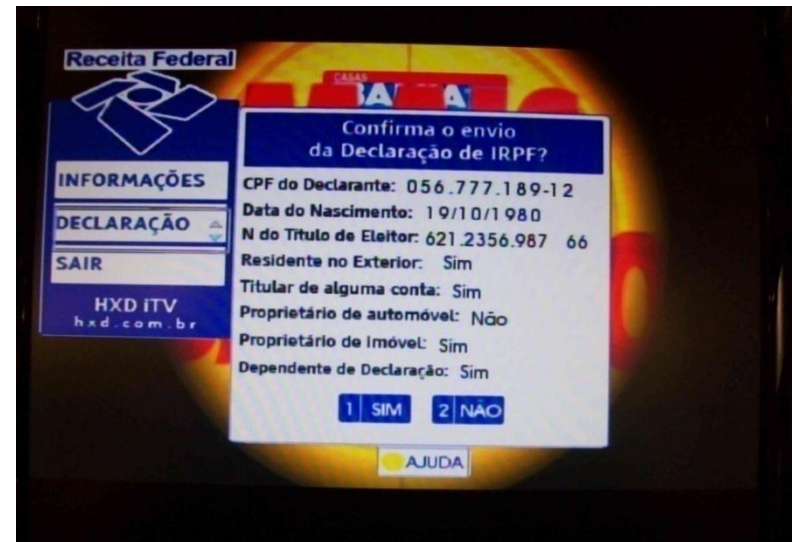 Receita Federal
CASAS
Confirma o envio
da Declaração de IRPF?
INFORMAÇÕES
DECLARAÇÃO
SAIR
HXD iTV
hxd.com.br
CPF do Declarante: 056.777.189-12
Data do Nascimento: 19/10/1980
N do Título de Eleitor: 621.2356.987 66
Residente no Exterior: Sim
Titular de alguma conta: Sim
Proprietário de automóvel: Não
Proprietário de Imóvel: Sim
Dependente de Declaração: Sim
1 SIM
2 NÃO
AJUDA